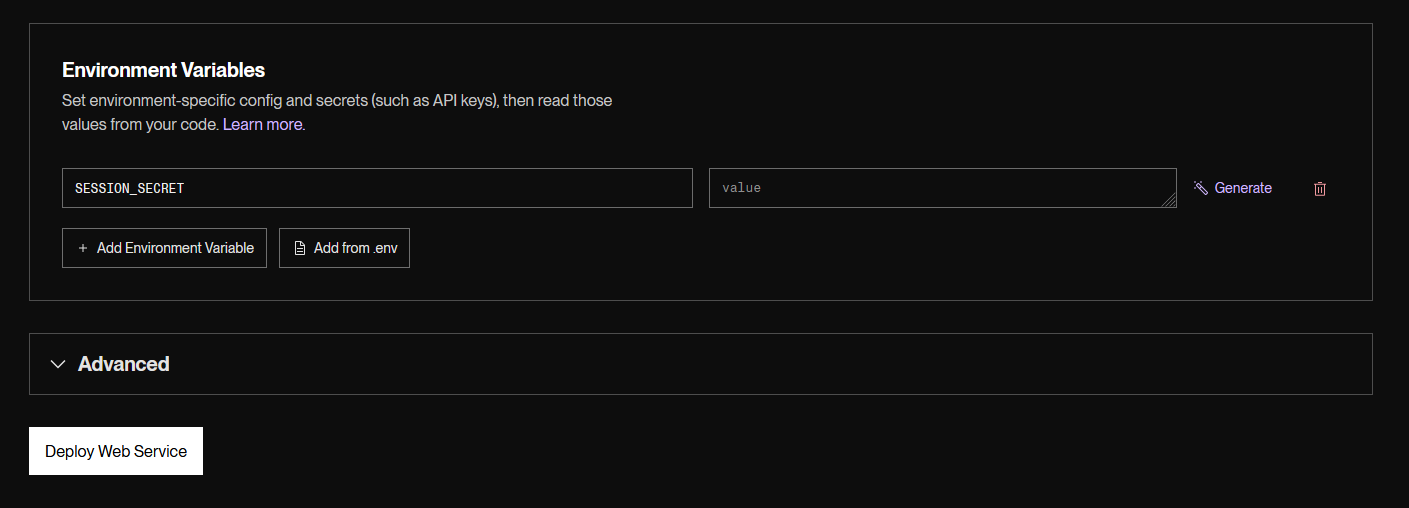 Environment Variables
Set environment-specific config and secrets (such as API keys), then read those
values from your code. Learn more.
SESSION_SECRET value Generate
+ Add Environment Variable Add from .env
Advanced
Deploy Web Service